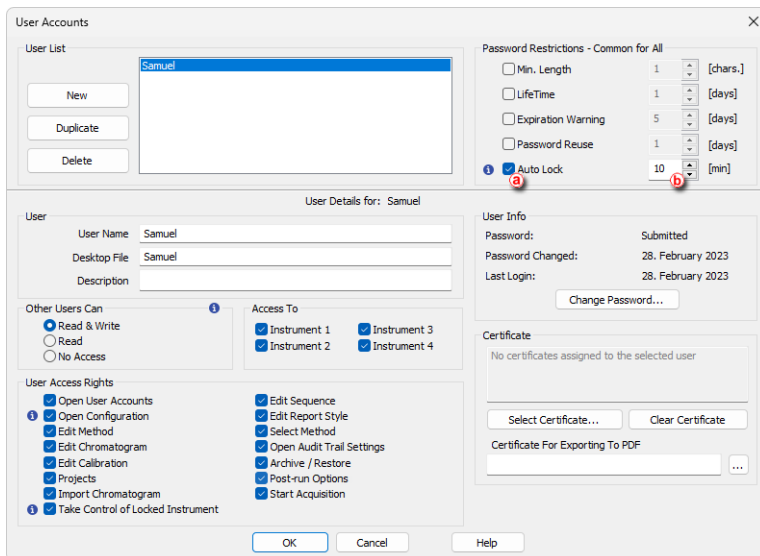 User Accounts
User List
Samuel
New
Duplicate
Delete
Password Restrictions - Common for All
Min. Length 1 [chars.]
LifeTime 1 [days]
Expiration Warning 5 [days]
Password Reuse 1 [days]
Auto Lock 10 [min]
a b
User Details for: Samuel
User
User Name Samuel
Desktop File Samuel
Description
User Info
Password: Submitted
Password Changed: 28. February 2023
Last Login: 28. February 2023
Change Password...
Other Users Can
Read & Write
Read
No Access
Access To
Instrument 1 Instrument 3
Instrument 2 Instrument 4
Certificate
No certificates assigned to the selected user
Select Certificate... Clear Certificate
Certificate For Exporting To PDF
...
User Access Rights
Open User Accounts Edit Sequence
Open Configuration Edit Report Style
Edit Method Select Method
Edit Chromatogram Open Audit Trail Settings
Edit Calibration Archive / Restore
Projects Post-run Options
Import Chromatogram Start Acquisition
Take Control of Locked Instrument
OK Cancel Help